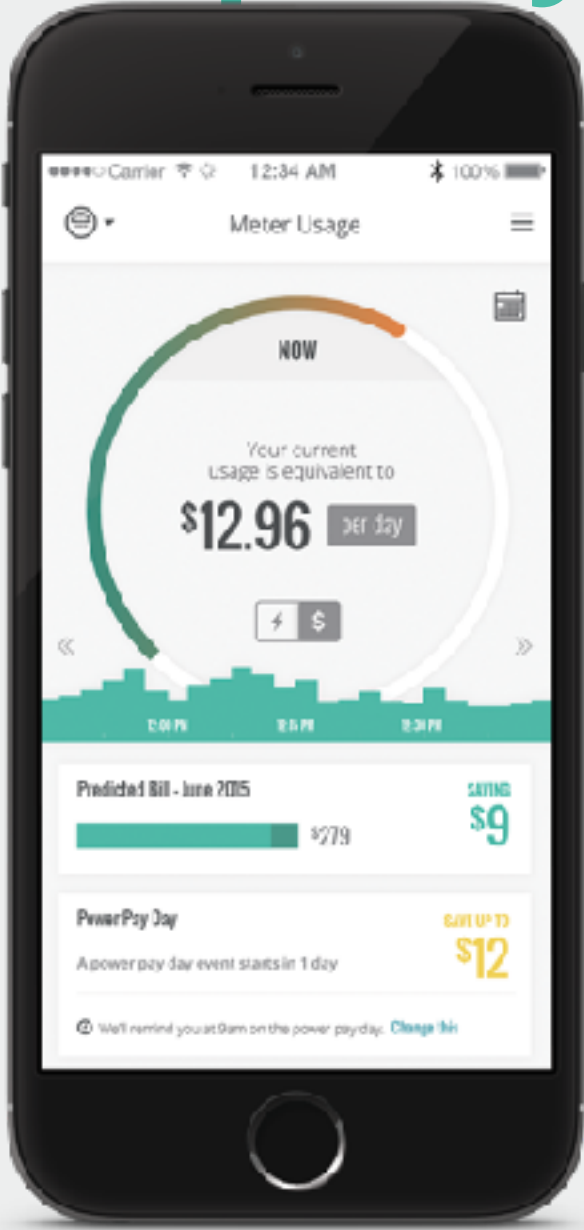 Carrier 12:34 AM 100%
Meter Usage
NOW
Your current
usage is equivalent to
$12.96 per day
$
12:00 PM 12:15 PM 12:30 PM
Predicted Bill - June 2015
SAVING
$9
$279
Power Pay Day
SAVE UP TO
$12
A power pay day event starts in 1 day
We'll remind you at 9am on the power pay day. Change this